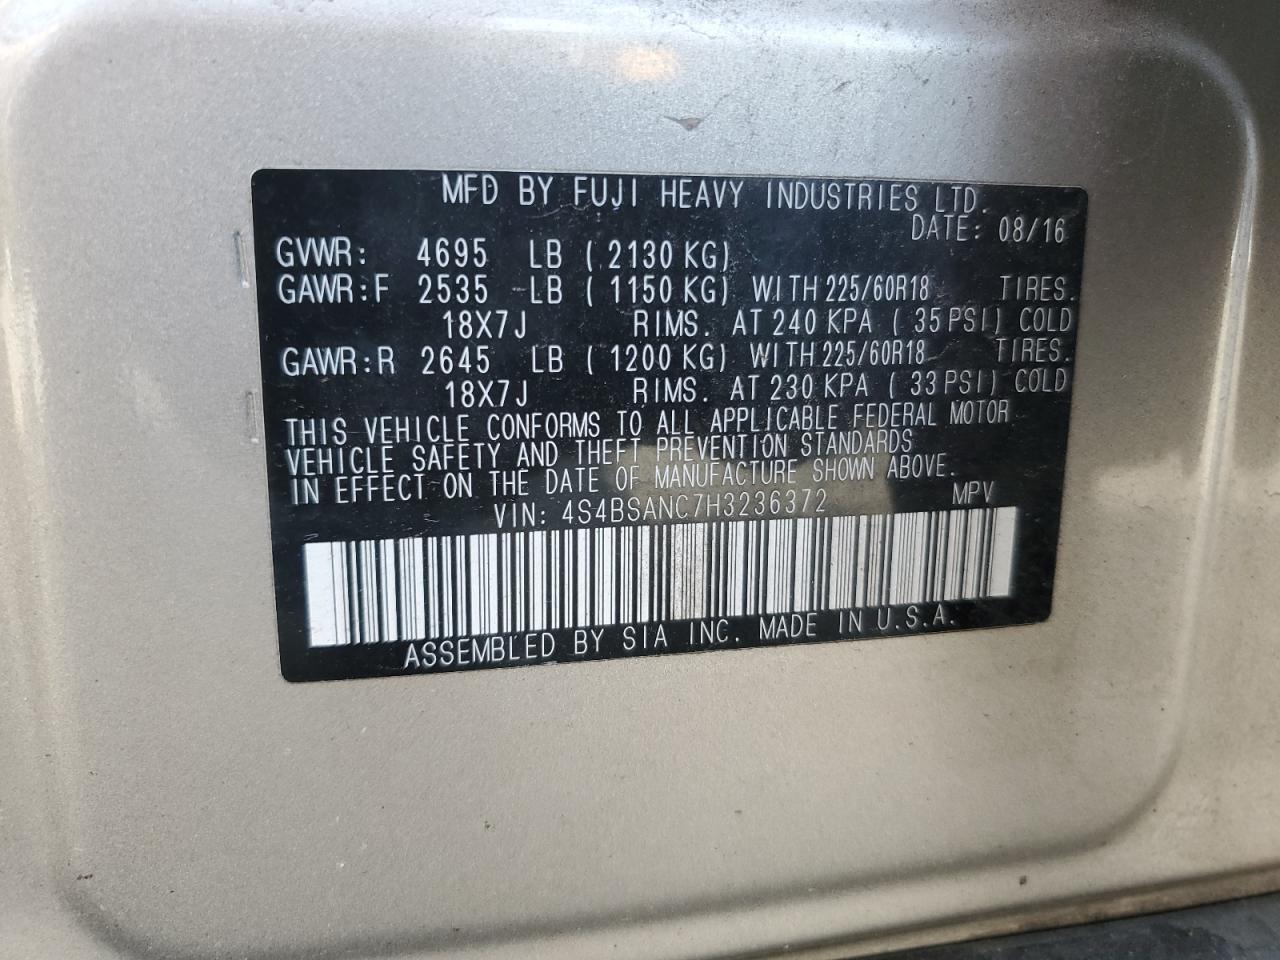 MFD BY FUJI HEAVY INDUSTRIES LTD.
DATE: 08/16
GVWR: 4695 LB ( 2130 KG)
GAWR:F 2535 LB ( 1150 KG) WITH 225/60R18 TIRES.
18X7J RIMS. AT 240 KPA ( 35 PSI) COLD
GAWR:R 2645 LB ( 1200 KG) WITH 225/60R18 TIRES.
18X7J RIMS. AT 230 KPA ( 33 PSI) COLD
THIS VEHICLE CONFORMS TO ALL APPLICABLE FEDERAL MOTOR
VEHICLE SAFETY AND THEFT PREVENTION STANDARDS
IN EFFECT ON THE DATE OF MANUFACTURE SHOWN ABOVE.
VIN: 4S4BSANC7H3236372 MPV
ASSEMBLED BY SIA INC. MADE IN U.S.A.